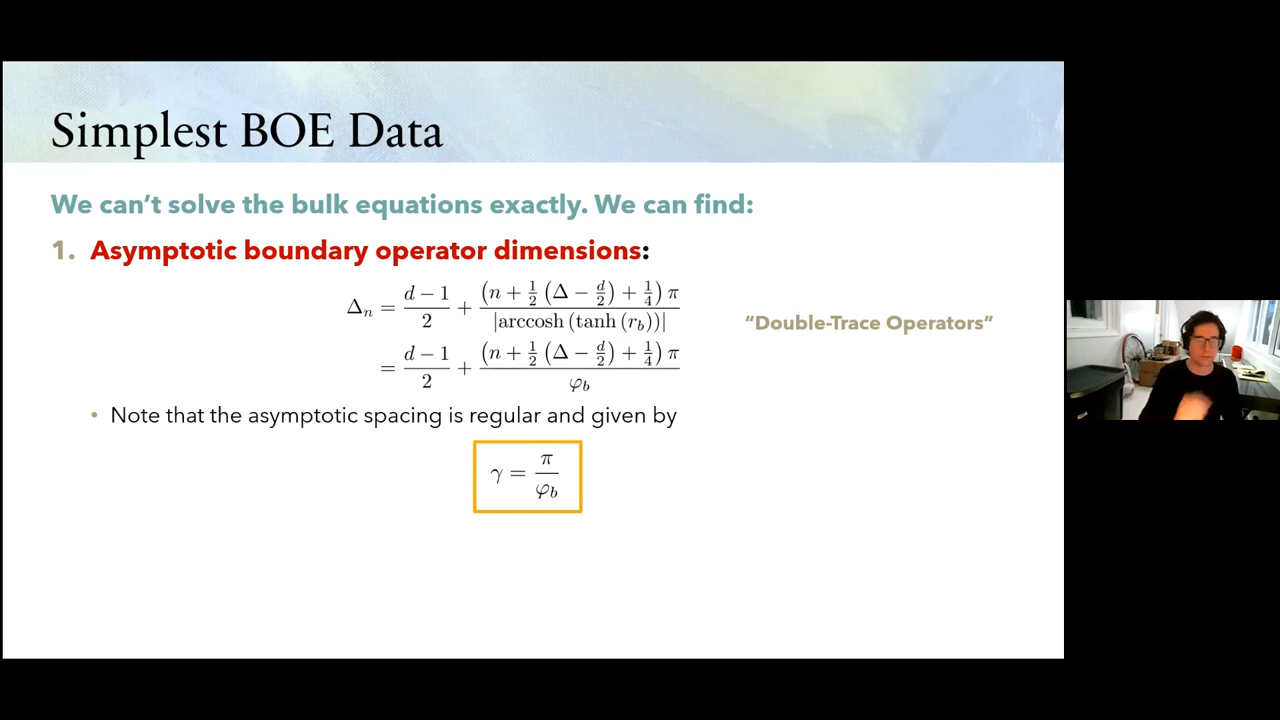 Simplest BOE Data
We can't solve the bulk equations exactly. We can find:
1. Asymptotic boundary operator dimensions:
Δ_n = (d − 1)/2 + ((n + 1/2 (Δ − d/2) + 1/4) π)/|arccosh (tanh (r_b))|
"Double-Trace Operators"
= (d − 1)/2 + ((n + 1/2 (Δ − d/2) + 1/4) π)/φ_b
• Note that the asymptotic spacing is regular and given by
γ = π/φ_b